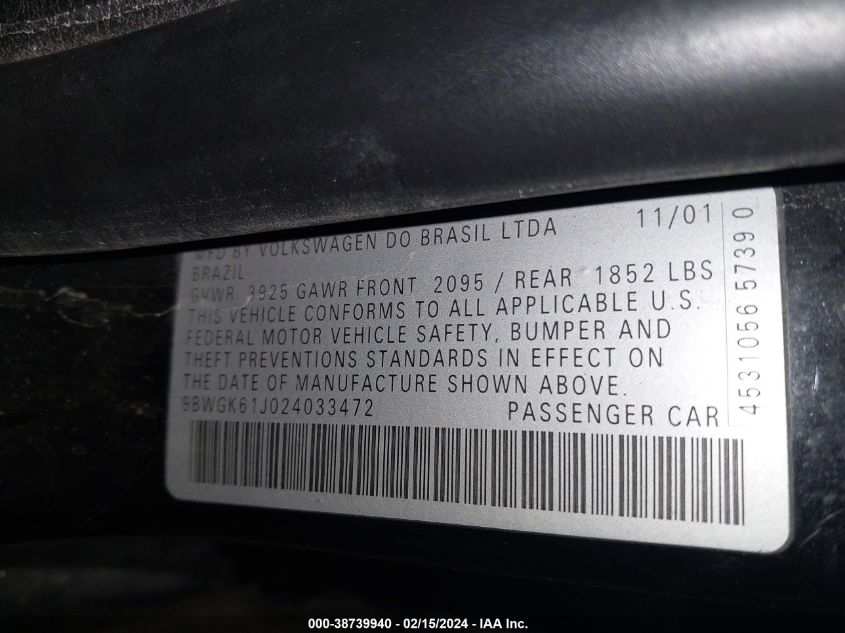 MFD BY VOLKSWAGEN DO BRASIL LTDA 11/01
BRAZIL
GVWR 3925 GAWR FRONT 2095 / REAR 1852 LBS
THIS VEHICLE CONFORMS TO ALL APPLICABLE U.S.
FEDERAL MOTOR VEHICLE SAFETY, BUMPER AND
THEFT PREVENTIONS STANDARDS IN EFFECT ON
THE DATE OF MANUFACTURE SHOWN ABOVE.
9BWGK61J024033472 PASSENGER CAR
4531056 57390
000-38739940 - 02/15/2024 - IAA Inc.